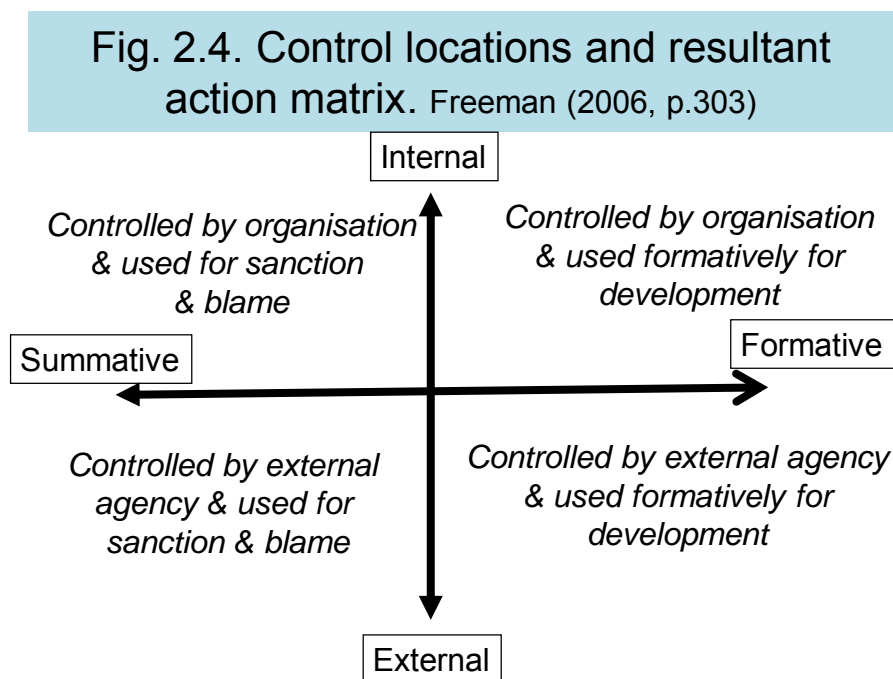 Fig. 2.4. Control locations and resultant
action matrix. Freeman (2006, p.303)
Internal
Controlled by organisation
& used for sanction
& blame
Controlled by organisation
& used formatively for
development
Summative
Formative
Controlled by external
agency & used for
sanction & blame
Controlled by external agency
& used formatively for
development
External